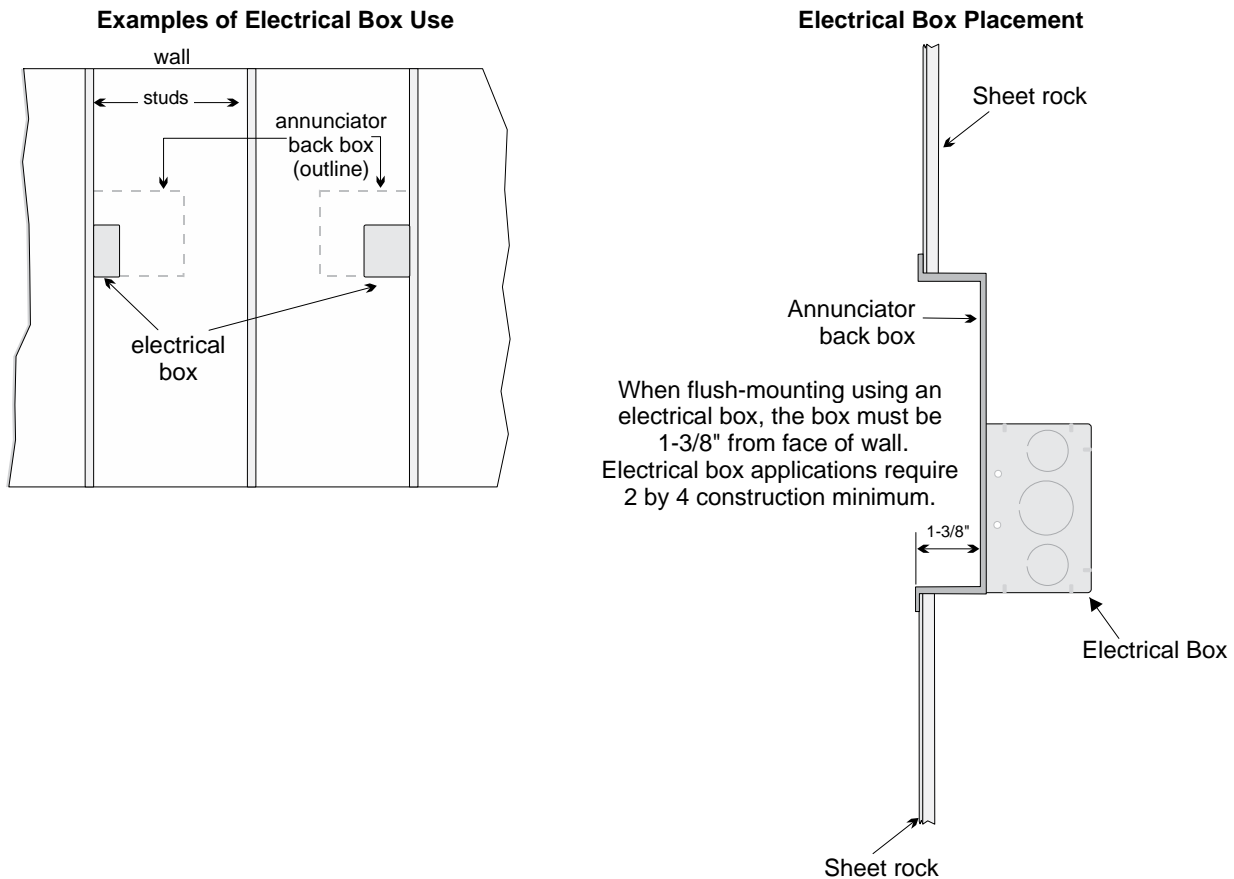 Examples of Electrical Box Use
wall
studs
annunciator
back box
(outline)
electrical
box
Electrical Box Placement
Sheet rock
Annunciator
back box
When flush-mounting using an
electrical box, the box must be
1-3/8" from face of wall.
Electrical box applications require
2 by 4 construction minimum.
1-3/8"
Electrical Box
Sheet rock